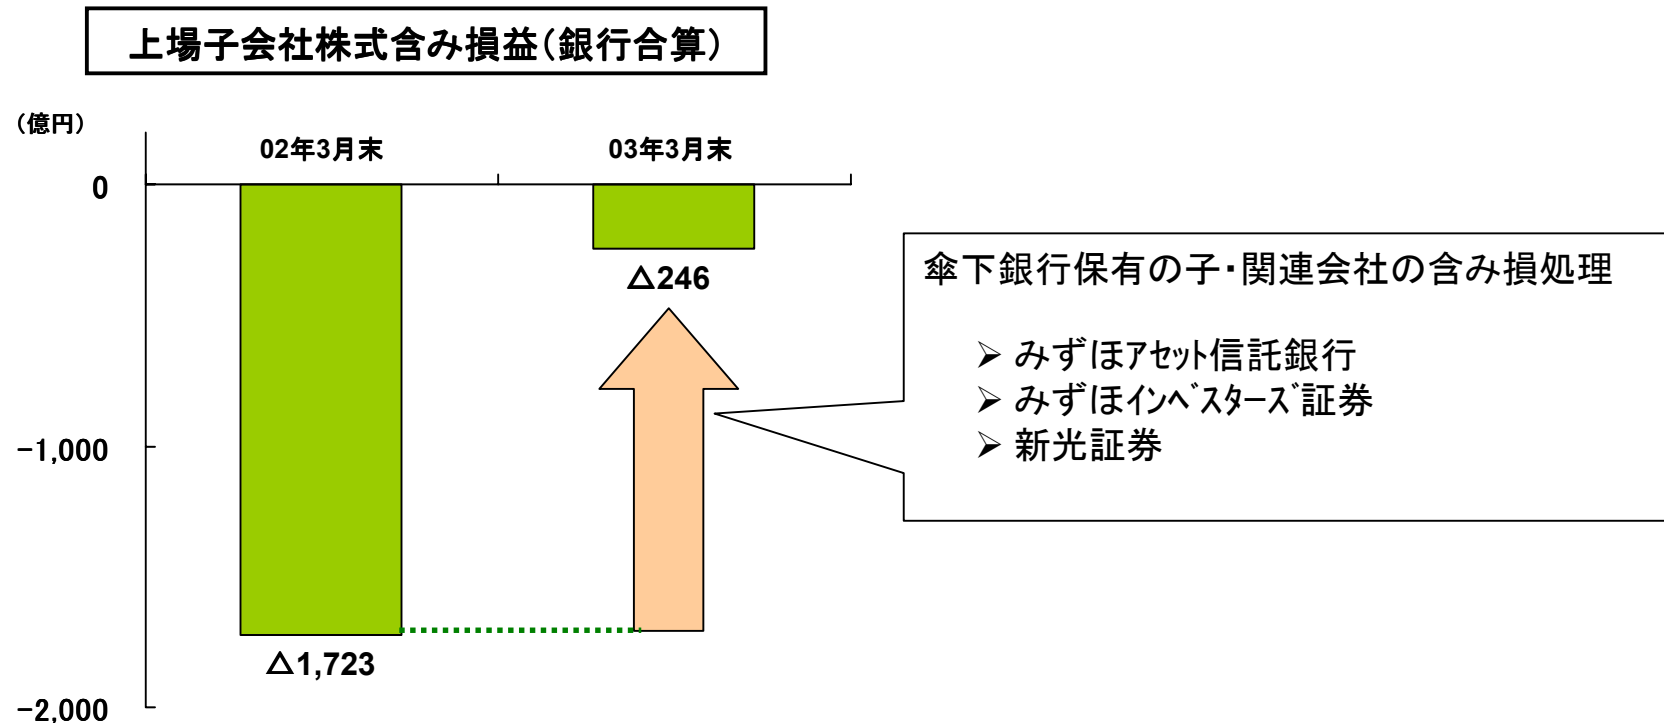 上場子会社株式含み損益（銀行合算）
（億円）
02年3月末
03年3月末
0
△246
傘下銀行保有の子・関連会社の含み損処理
➢ みずほｱｾｯﾄ信託銀行
➢ みずほｲﾝﾍﾞｽﾀｰｽﾞ証券
➢ 新光証券
-1,000
△1,723
-2,000